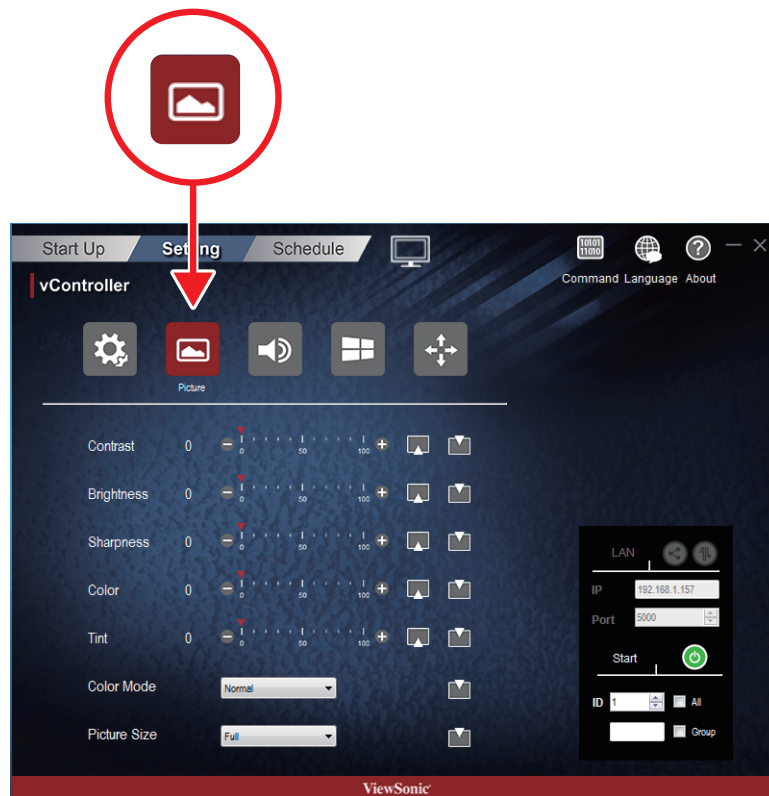 Start Up Setting Schedule
10101
11010
Command Language About
vController
Picture
Contrast 0 0 50 100
Brightness 0 0 50 100
Sharpness 0 0 50 100
Color 0 0 50 100
Tint 0 0 50 100
Color Mode Normal
Picture Size Full
LAN
IP 192.168.1.157
Port 5000
Start
ID 1 All
Group
ViewSonic